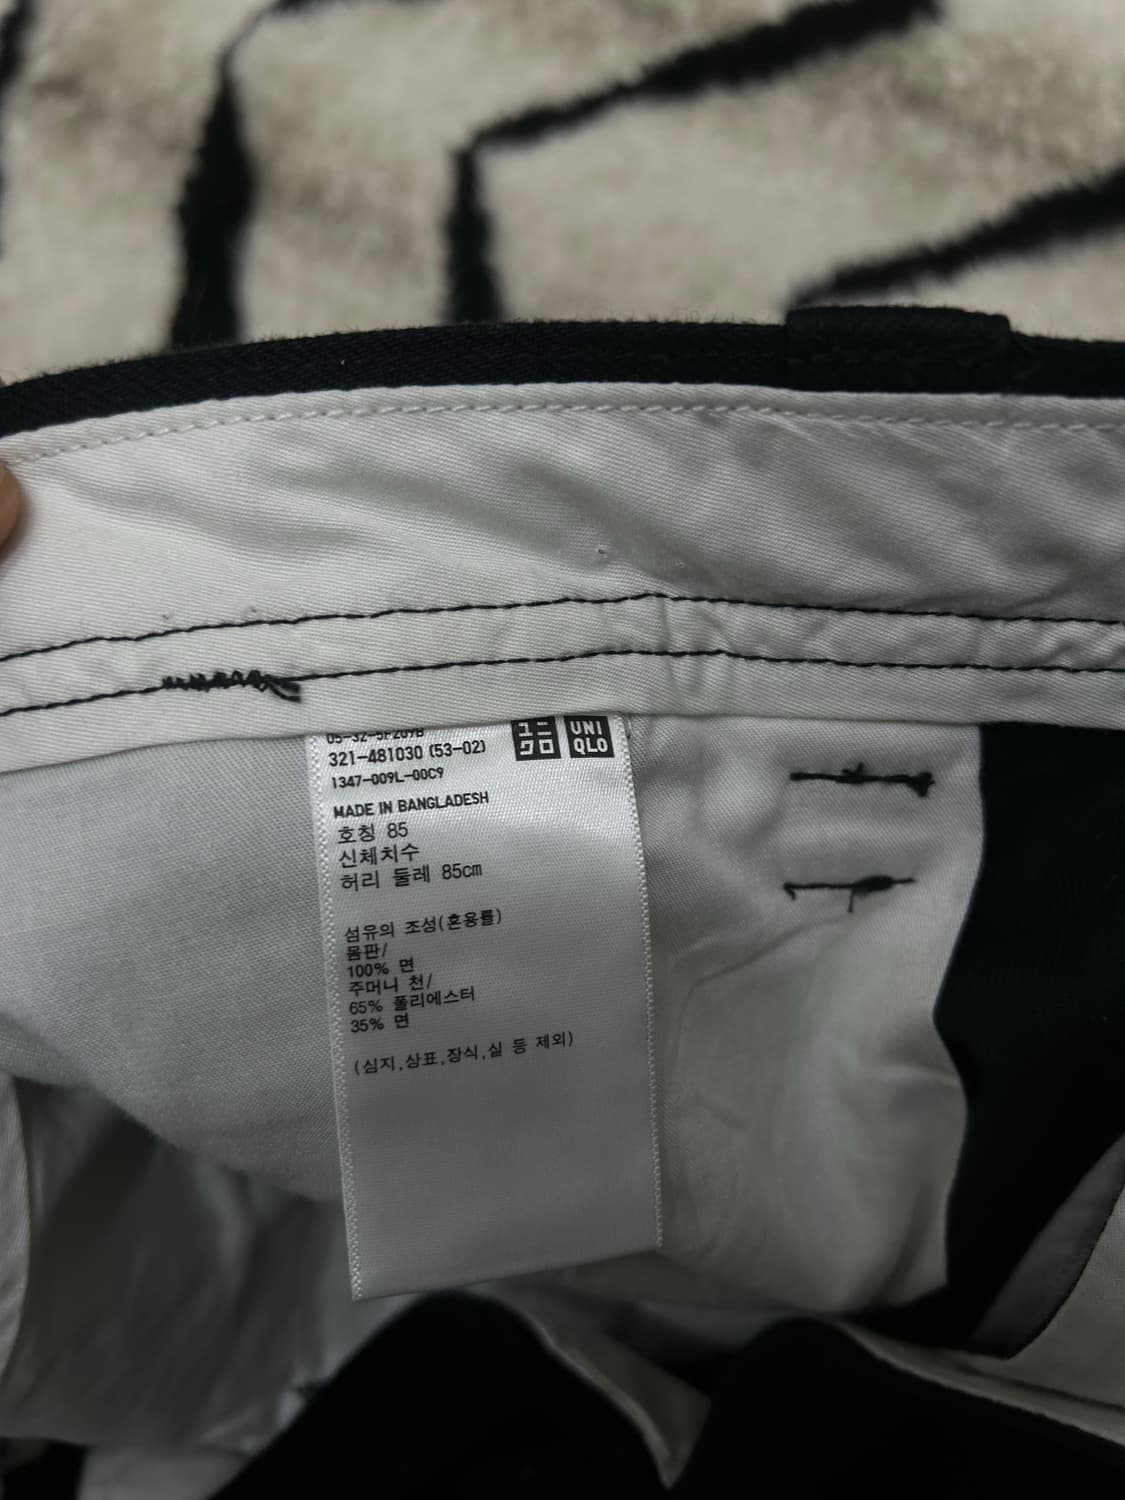 321-481030 (53-02)
1347-009L-00C9
ユニ
クロ
UNI
QLO
MADE IN BANGLADESH
호칭 85
신체치수
허리 둘레 85cm
섬유의 조성(혼용률)
몸판/
100% 면
주머니 천/
65% 폴리에스터
35% 면
(심지,상표,장식,실 등 제외)